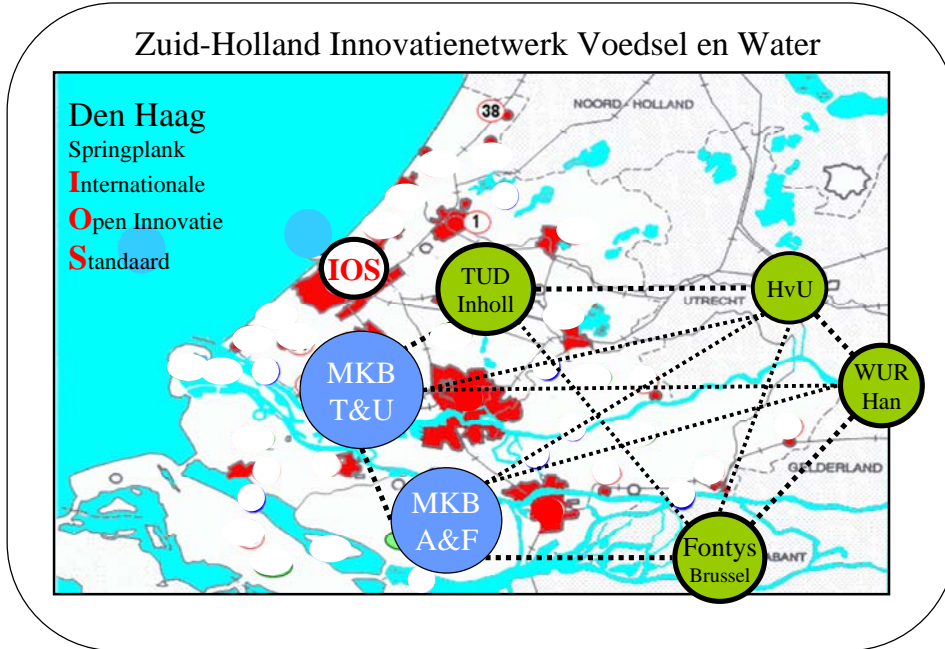 Zuid-Holland Innovatienetwerk Voedsel en Water
Den Haag
Springplank
Internationale
Open Innovatie
Standaard
38
NOORD-HOLLAND
1
IOS
TUD
Inholl
UTRECHT
HvU
MKB
T&U
WUR
Han
GELDERLAND
MKB
A&F
Fontys
Brussel
ABANT